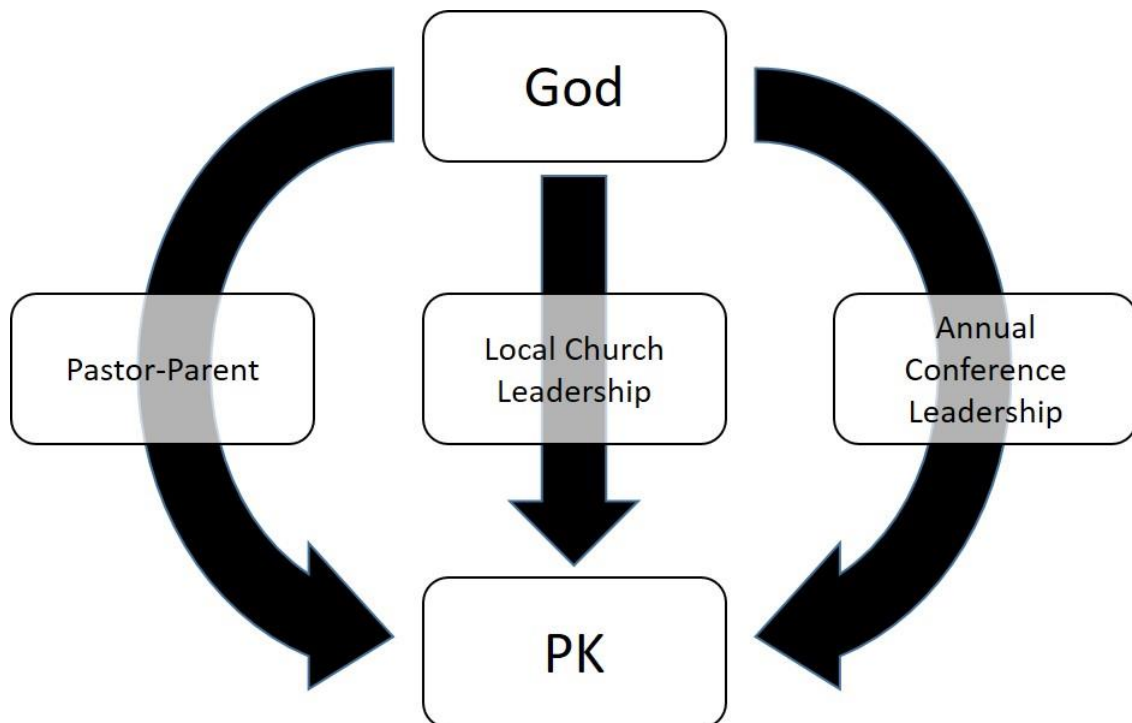 God
Pastor-Parent
Local Church
Leadership
Annual
Conference
Leadership
PK